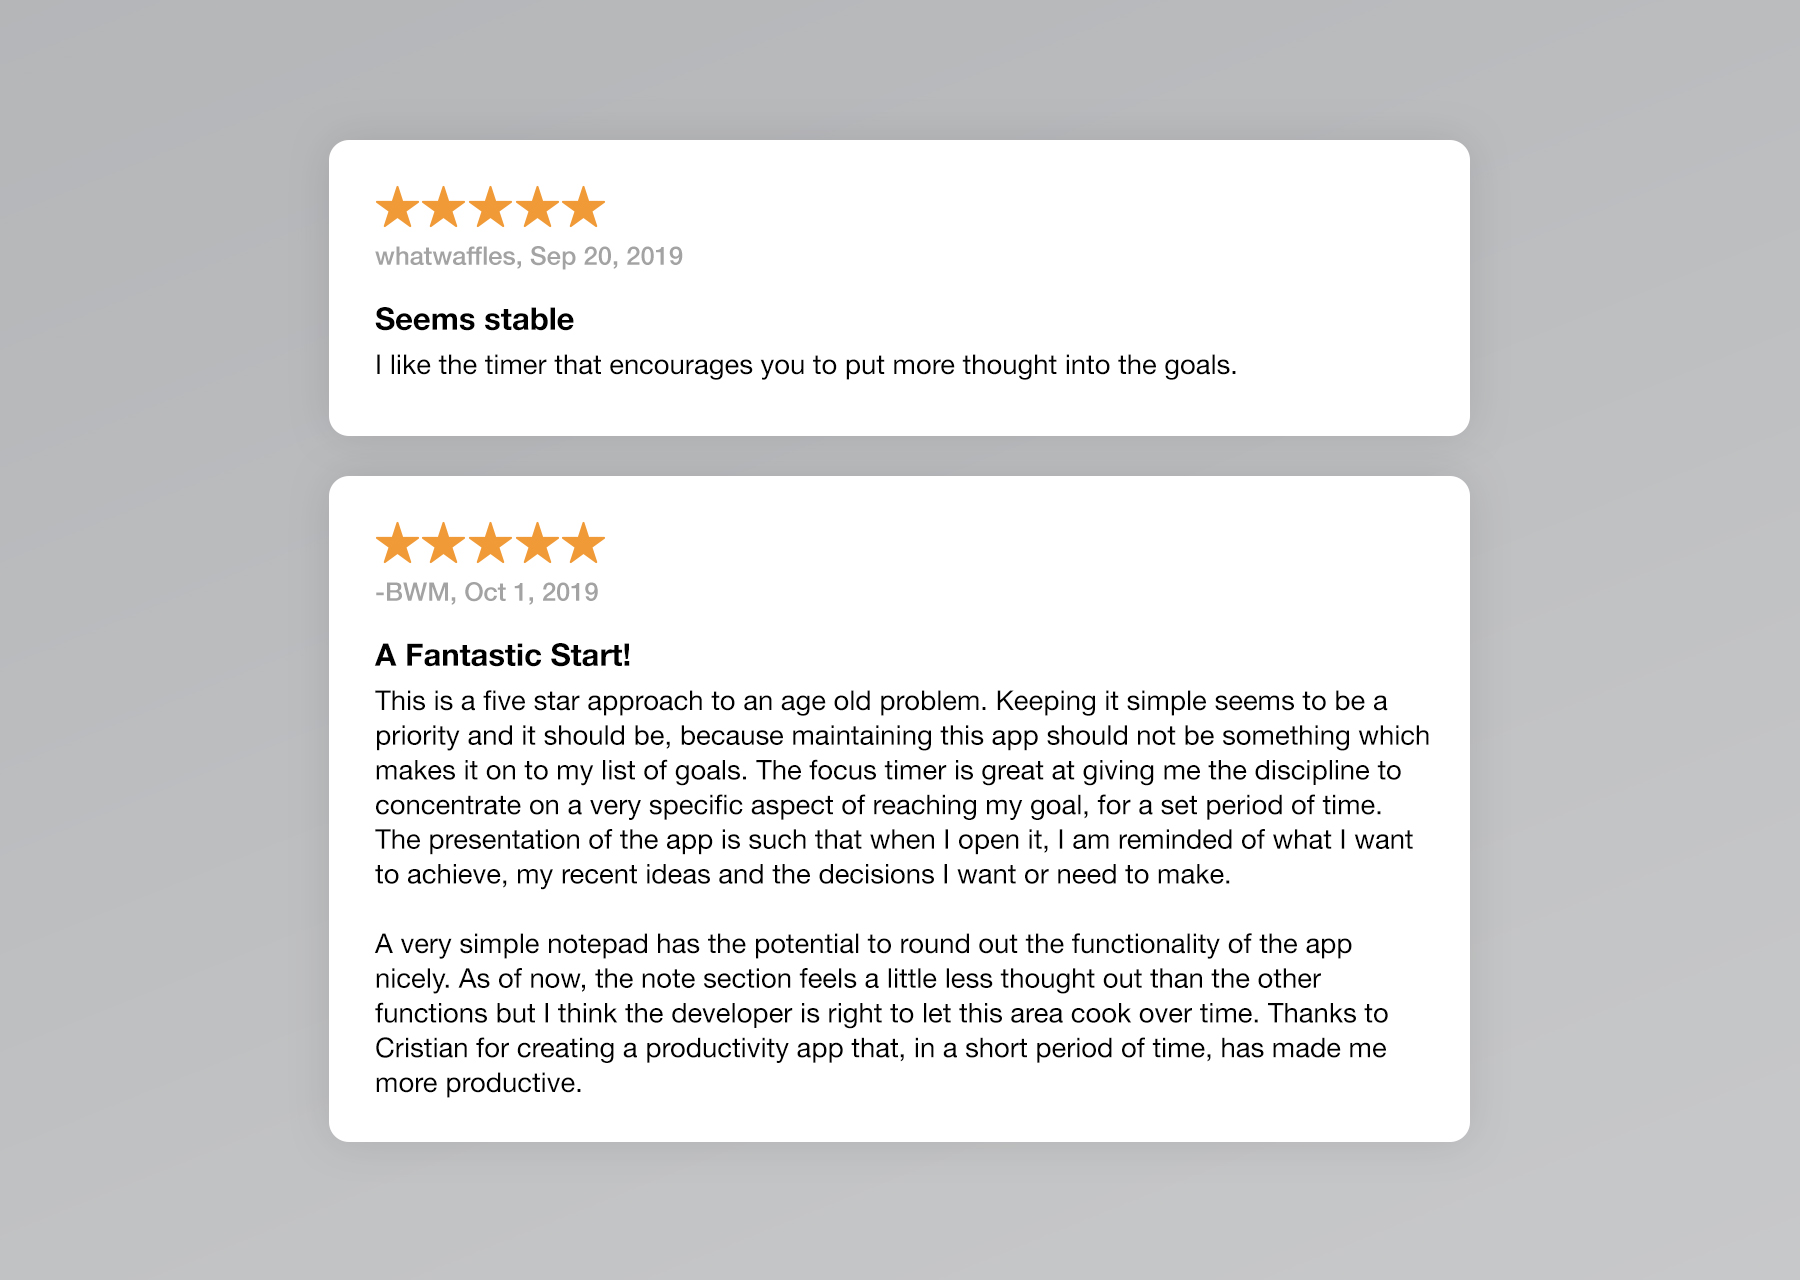 whatwaffles, Sep 20, 2019
Seems stable
I like the timer that encourages you to put more thought into the goals.
-BWM, Oct 1, 2019
A Fantastic Start!
This is a five star approach to an age old problem. Keeping it simple seems to be a
priority and it should be, because maintaining this app should not be something which
makes it on to my list of goals. The focus timer is great at giving me the discipline to
concentrate on a very specific aspect of reaching my goal, for a set period of time.
The presentation of the app is such that when I open it, I am reminded of what I want
to achieve, my recent ideas and the decisions I want or need to make.
A very simple notepad has the potential to round out the functionality of the app
nicely. As of now, the note section feels a little less thought out than the other
functions but I think the developer is right to let this area cook over time. Thanks to
Cristian for creating a productivity app that, in a short period of time, has made me
more productive.